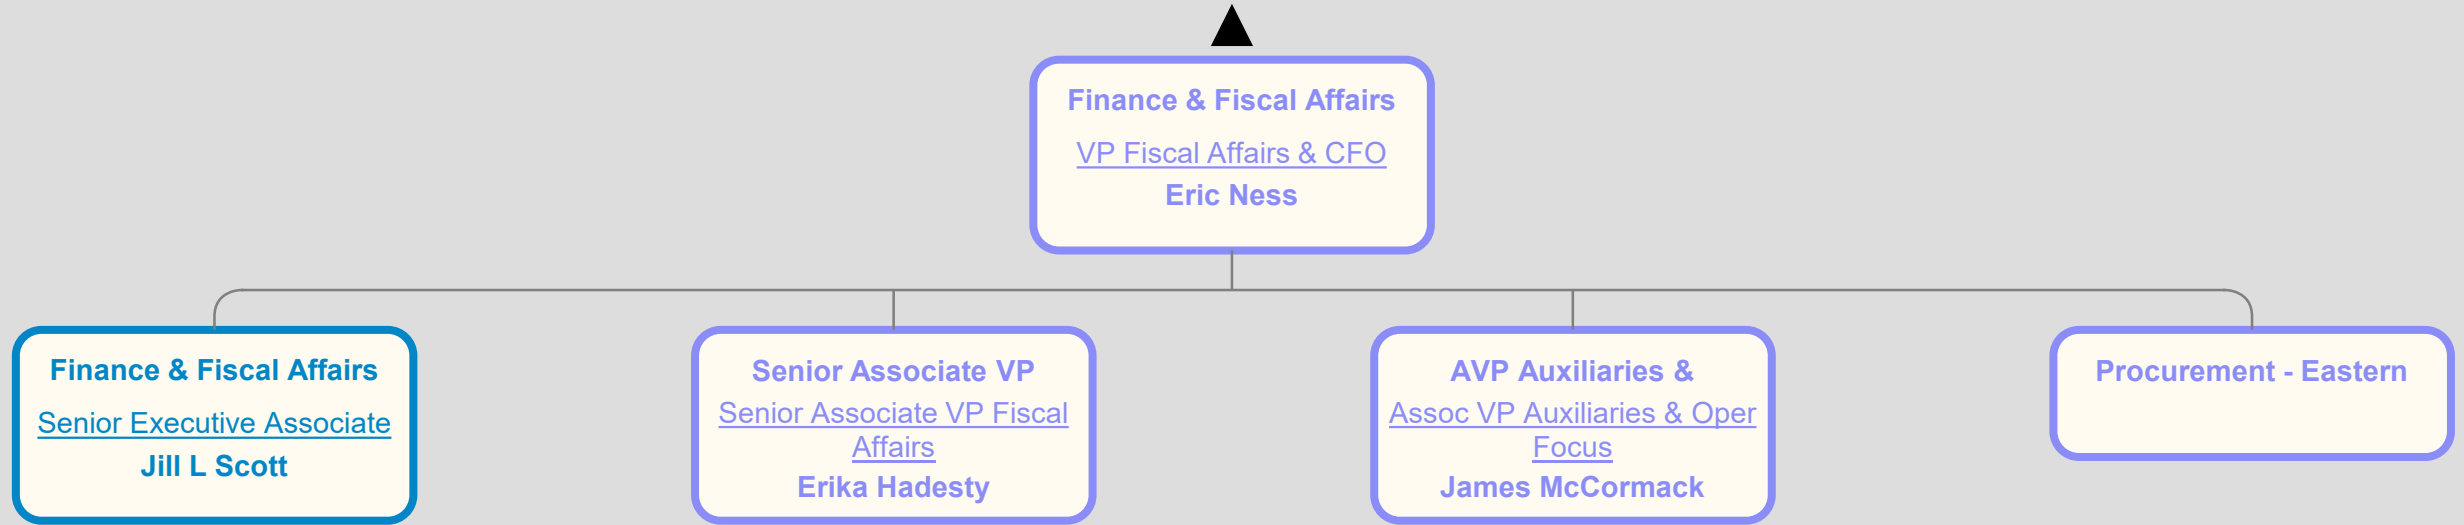 Finance & Fiscal Affairs
VP Fiscal Affairs & CFO
Eric Ness
Finance & Fiscal Affairs
Senior Executive Associate
Jill L Scott
Senior Associate VP
Senior Associate VP Fiscal
Affairs
Erika Hadesty
AVP Auxiliaries &
Assoc VP Auxiliaries & Oper
Focus
James McCormack
Procurement - Eastern